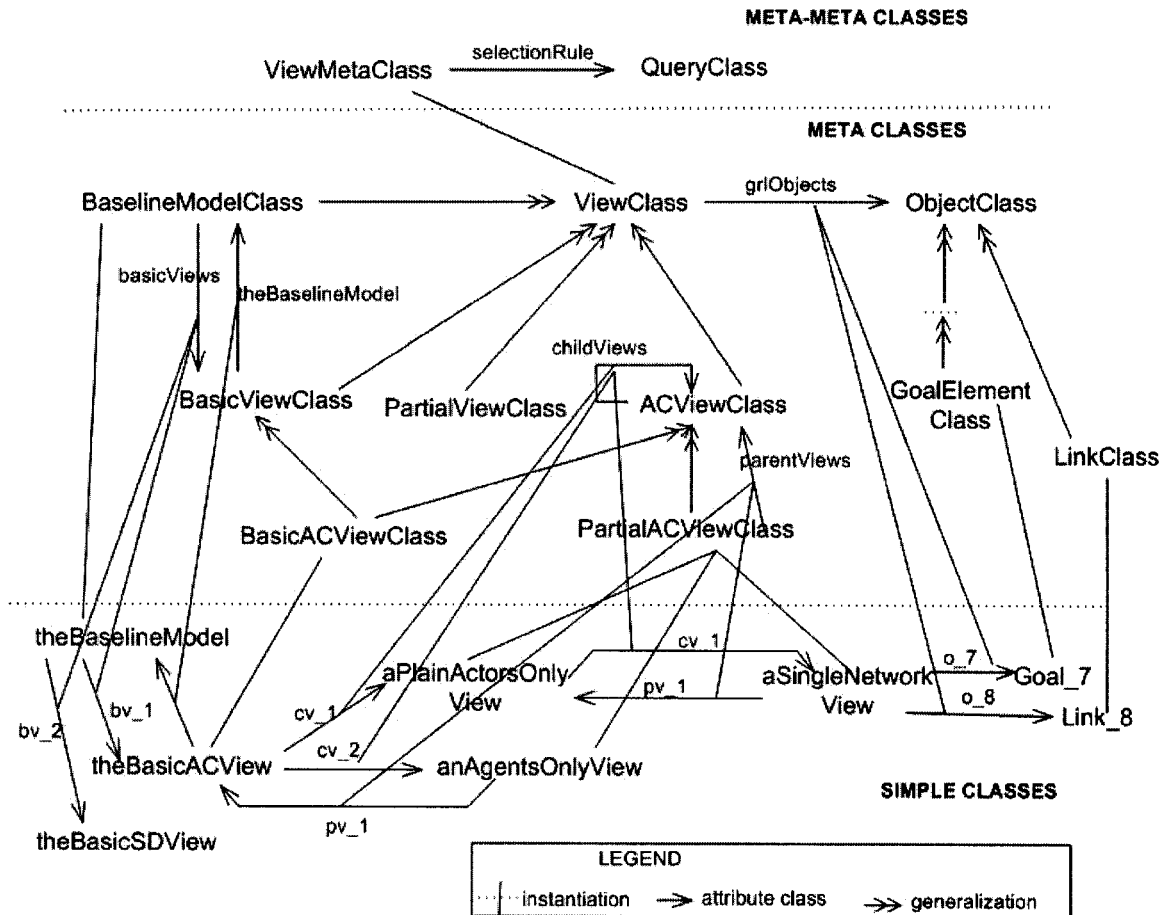 META-META CLASSES
ViewMetaClass
selectionRule
QueryClass
META CLASSES
BaselineModelClass
ViewClass
grlObjects
ObjectClass
basicViews
theBaselineModel
childViews
BasicViewClass
PartialViewClass
ACViewClass
GoalElement
Class
parentViews
LinkClass
BasicACViewClass
PartialACViewClass
theBaselineModel
cv_1
aPlainActorsOnly
View
aSingleNetwork
View
o_7
Goal_7
pv_1
o_8
Link_8
bv_2
bv_1
cv_1
cv_2
theBasicACView
anAgentsOnlyView
SIMPLE CLASSES
pv_1
theBasicSDView
LEGEND
instantiation
attribute class
generalization